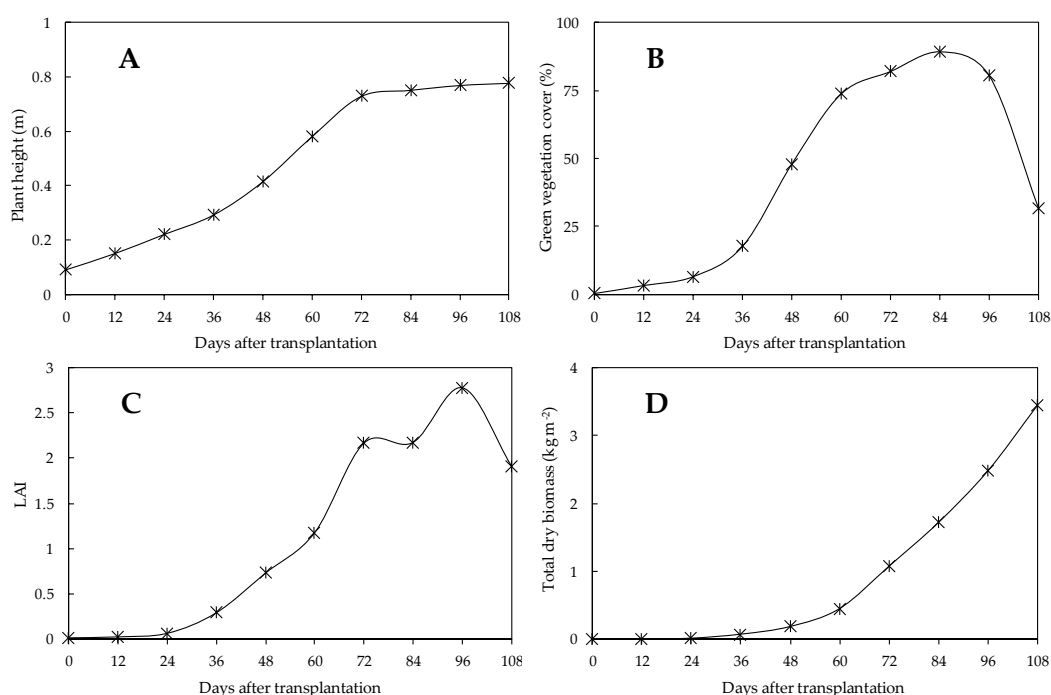 A
Plant height (m)
1
0.8
0.6
0.4
0.2
0
0 12 24 36 48 60 72 84 96 108
Days after transplantation
B
Green vegetation cover (%)
100
75
50
25
0
0 12 24 36 48 60 72 84 96 108
Days after transplantation
C
LAI
3
2.5
2
1.5
1
0.5
0
0 12 24 36 48 60 72 84 96 108
Days after transplantation
D
Total dry biomass (kg m⁻²)
4
3
2
1
0
0 12 24 36 48 60 72 84 96 108
Days after transplantation